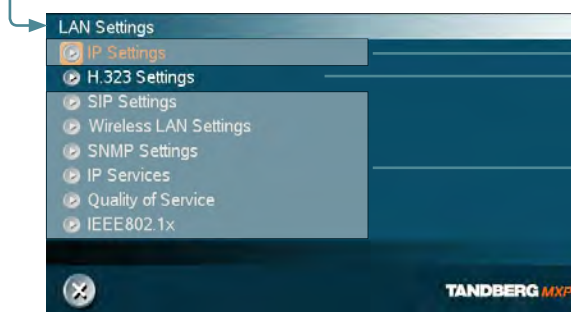 LAN Settings
IP Settings
H.323 Settings
SIP Settings
Wireless LAN Settings
SNMP Settings
IP Services
Quality of Service
IEEE802.1x
TANDBERG MXP